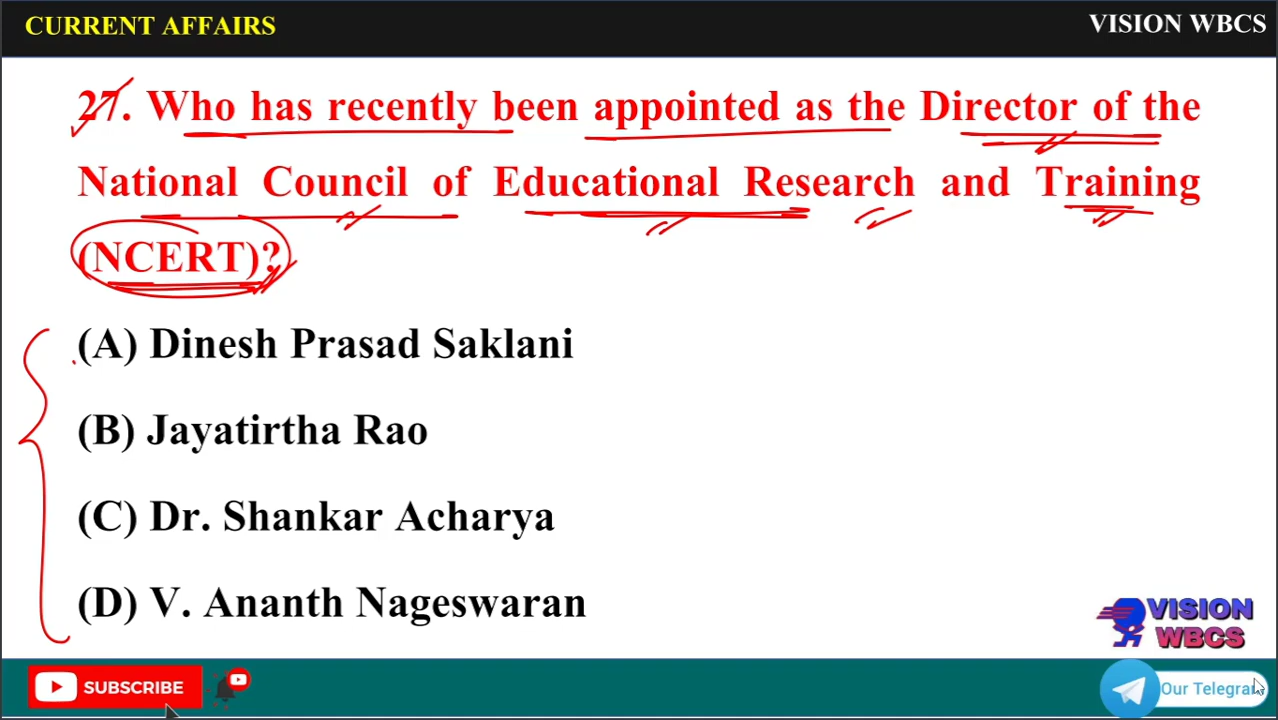 CURRENT AFFAIRS
VISION WBCS
27. Who has recently been appointed as the Director of the
National Council of Educational Research and Training
(NCERT)?
(A) Dinesh Prasad Saklani
(B) Jayatirtha Rao
(C) Dr. Shankar Acharya
(D) V. Ananth Nageswaran
VISION
WBCS
SUBSCRIBE
Our Telegram